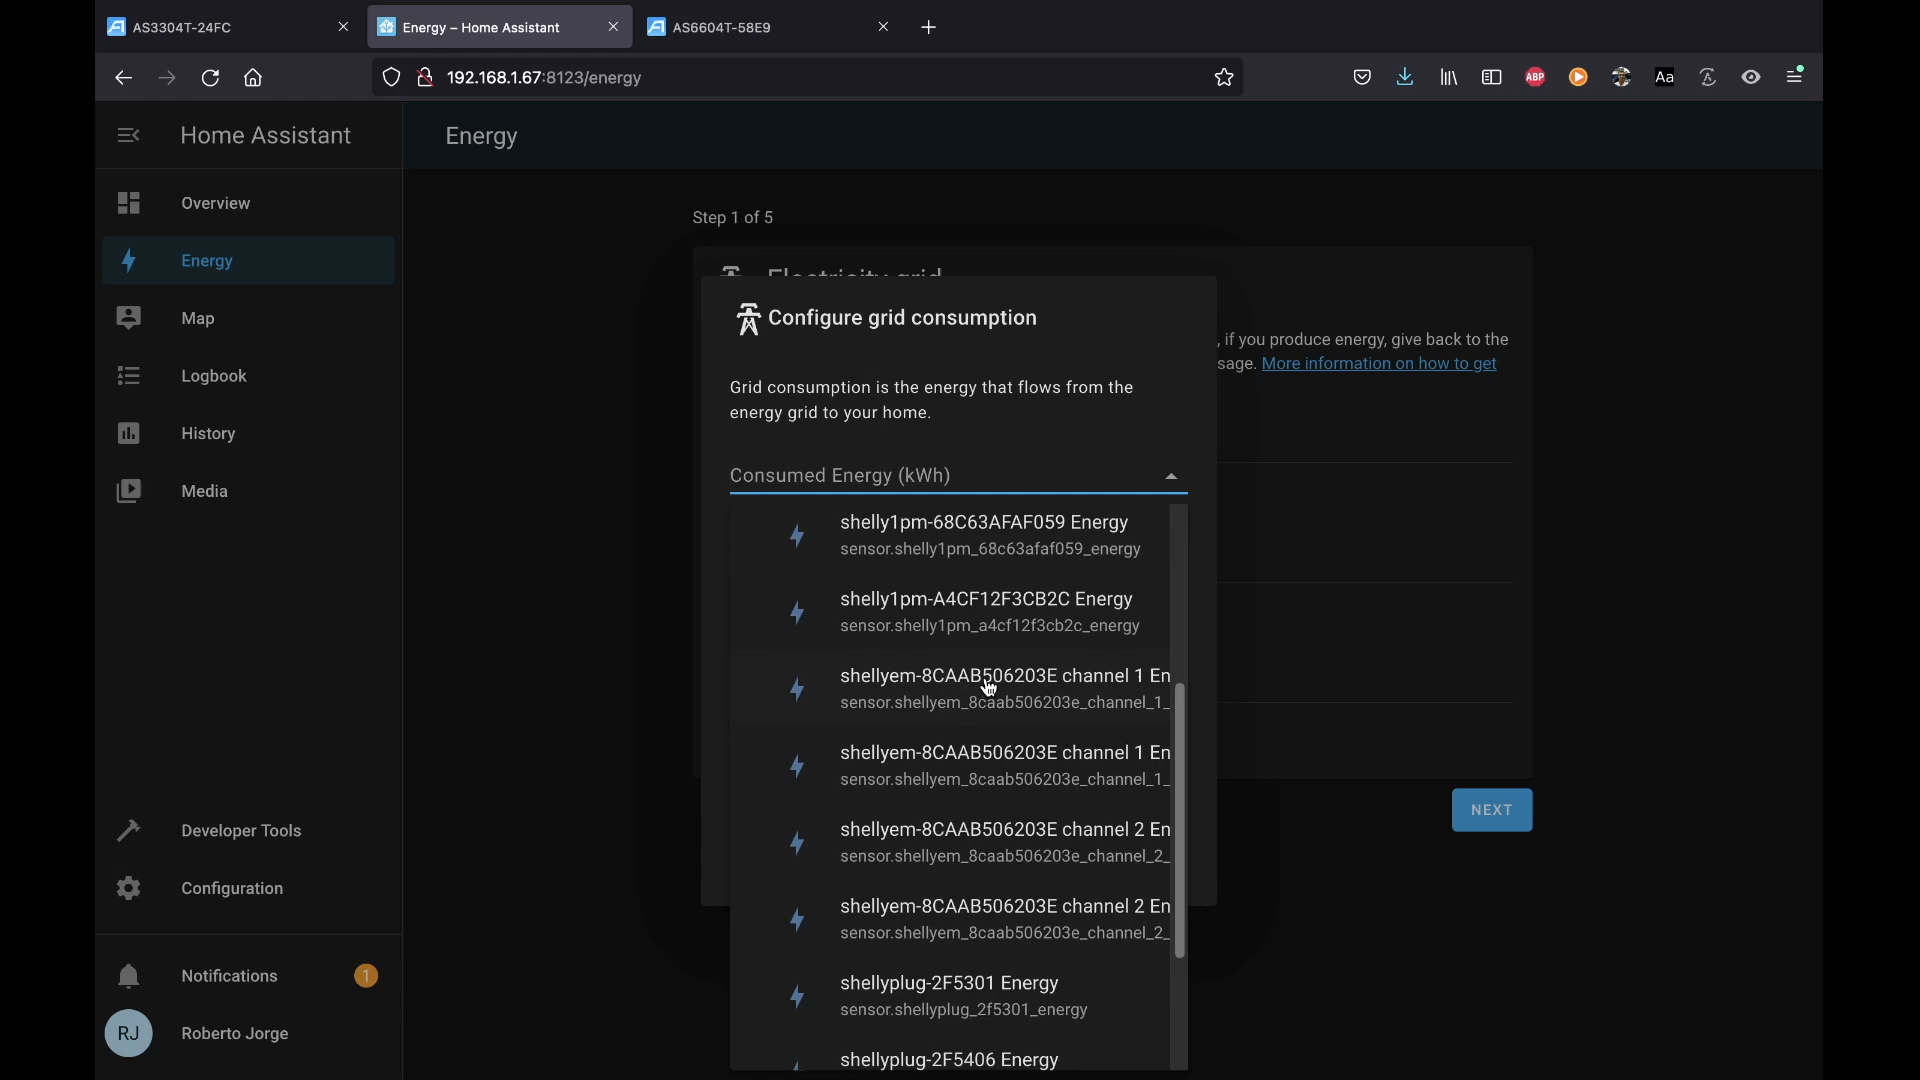 AS3304T-24FC
Energy – Home Assistant
AS6604T-58E9
192.168.1.67:8123/energy
ABP
Aa
Home Assistant
Energy
Overview
Energy
Map
Logbook
History
Media
Developer Tools
Configuration
Notifications
1
RJ
Roberto Jorge
Step 1 of 5
Electricity grid
, if you produce energy, give back to the
sage. More information on how to get
Configure grid consumption
Grid consumption is the energy that flows from the
energy grid to your home.
Consumed Energy (kWh)
shelly1pm-68C63AFAF059 Energy
sensor.shelly1pm_68c63afaf059_energy
shelly1pm-A4CF12F3CB2C Energy
sensor.shelly1pm_a4cf12f3cb2c_energy
shellyem-8CAAB506203E channel 1 En
sensor.shellyem_8caab506203e_channel_1_
shellyem-8CAAB506203E channel 1 En
sensor.shellyem_8caab506203e_channel_1_
shellyem-8CAAB506203E channel 2 En
sensor.shellyem_8caab506203e_channel_2_
shellyem-8CAAB506203E channel 2 En
sensor.shellyem_8caab506203e_channel_2_
shellyplug-2F5301 Energy
sensor.shellyplug_2f5301_energy
shellyplug-2F5406 Energy
NEXT